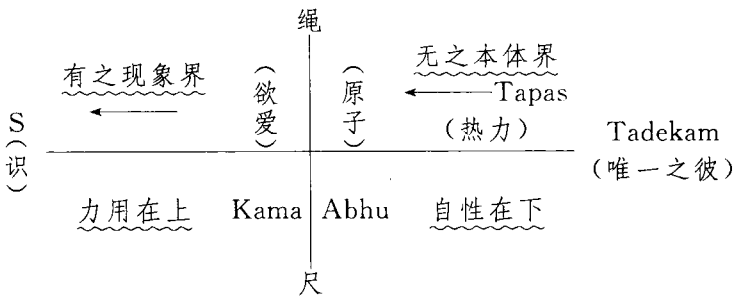 绳
有之现象界
(欲爱)
(原子)
无之本体界
Tapas
(热力)
S(识)
Tadekam
(唯一之彼)
力用在上
Kama
Abhu
自性在下
尺